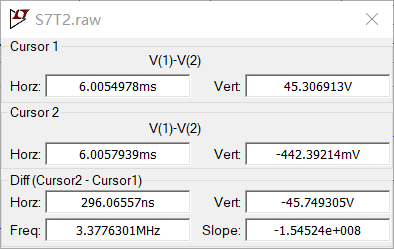 S7T2.raw
Cursor 1
V(1)-V(2)
Horz: 6.0054978ms Vert: 45.306913V
Cursor 2
V(1)-V(2)
Horz: 6.0057939ms Vert: -442.39214mV
Diff (Cursor2 - Cursor1)
Horz: 296.06557ns Vert: -45.749305V
Freq: 3.3776301MHz Slope: -1.54524e+008